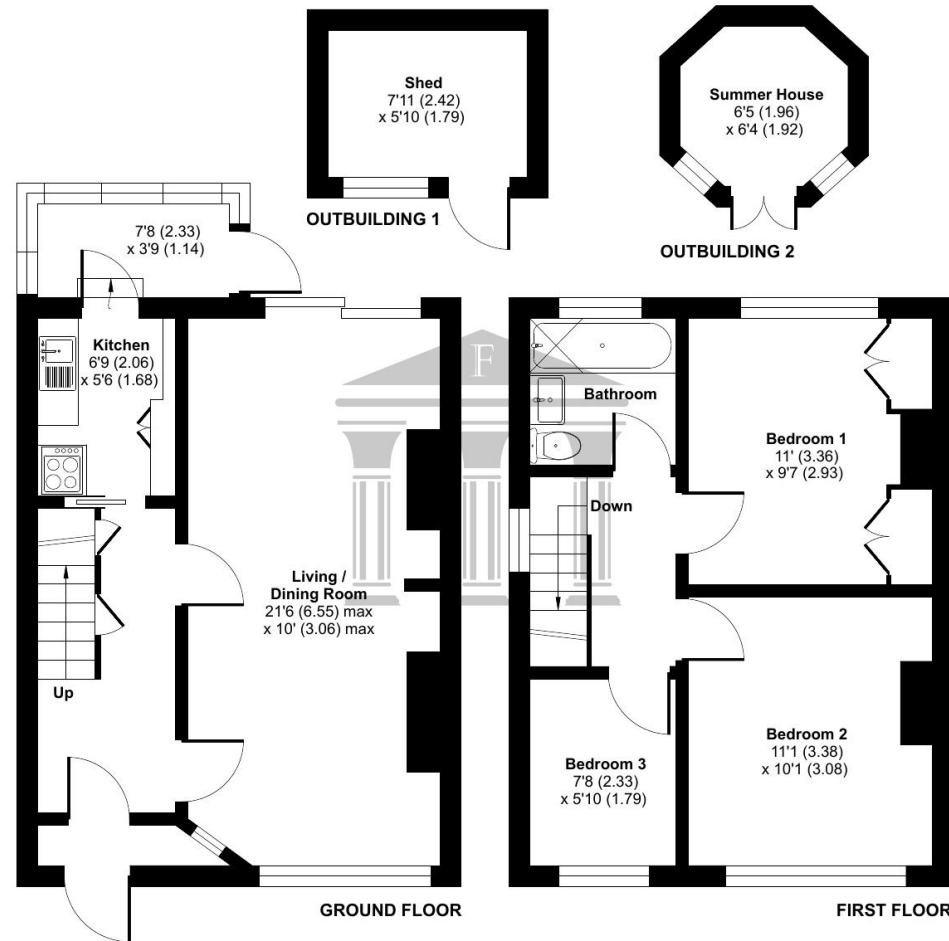 Shed
7'11 (2.42)
x 5'10 (1.79)
OUTBUILDING 1
Summer House
6'5 (1.96)
x 6'4 (1.92)
OUTBUILDING 2
7'8 (2.33)
x 3'9 (1.14)
Kitchen
6'9 (2.06)
x 5'6 (1.68)
F
Living /
Dining Room
21'6 (6.55) max
x 10' (3.06) max
Up
GROUND FLOOR
Bathroom
Down
Bedroom 1
11' (3.36)
x 9'7 (2.93)
Bedroom 2
11'1 (3.38)
x 10'1 (3.08)
Bedroom 3
7'8 (2.33)
x 5'10 (1.79)
FIRST FLOOR